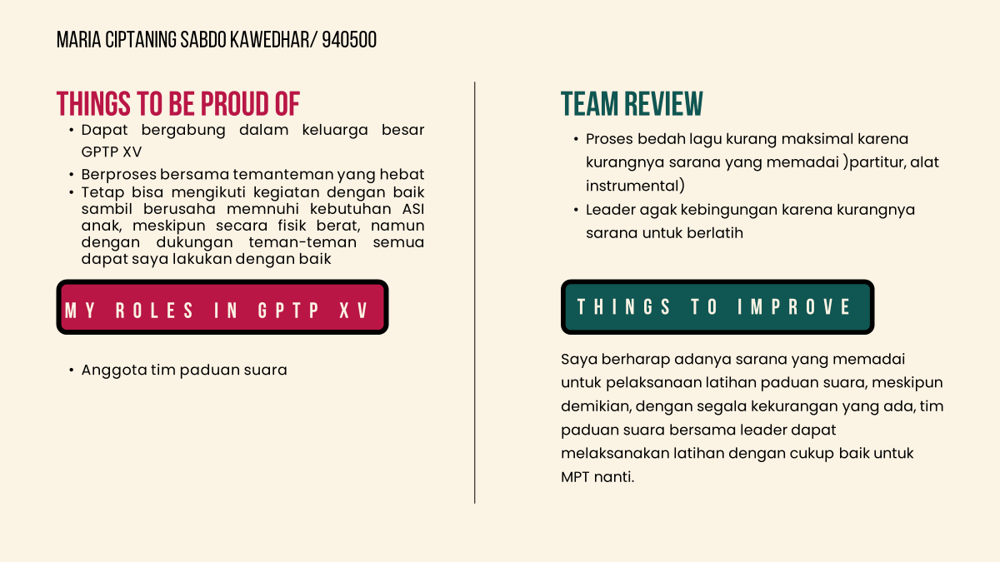 MARIA CIPTANING SABDO KAWEDHAR/ 940500
THINGS TO BE PROUD OF
• Dapat bergabung dalam keluarga besar
GPTP XV
• Berproses bersama temanteman yang hebat
• Tetap bisa mengikuti kegiatan dengan baik
sambil berusaha memnuhi kebutuhan ASI
anak, meskipun secara fisik berat, namun
dengan dukungan teman-teman semua
dapat saya lakukan dengan baik
MY ROLES IN GPTP XV
• Anggota tim paduan suara
TEAM REVIEW
• Proses bedah lagu kurang maksimal karena
kurangnya sarana yang memadai )partitur, alat
instrumental)
• Leader agak kebingungan karena kurangnya
sarana untuk berlatih
THINGS TO IMPROVE
Saya berharap adanya sarana yang memadai
untuk pelaksanaan latihan paduan suara, meskipun
demikian, dengan segala kekurangan yang ada, tim
paduan suara bersama leader dapat
melaksanakan latihan dengan cukup baik untuk
MPT nanti.